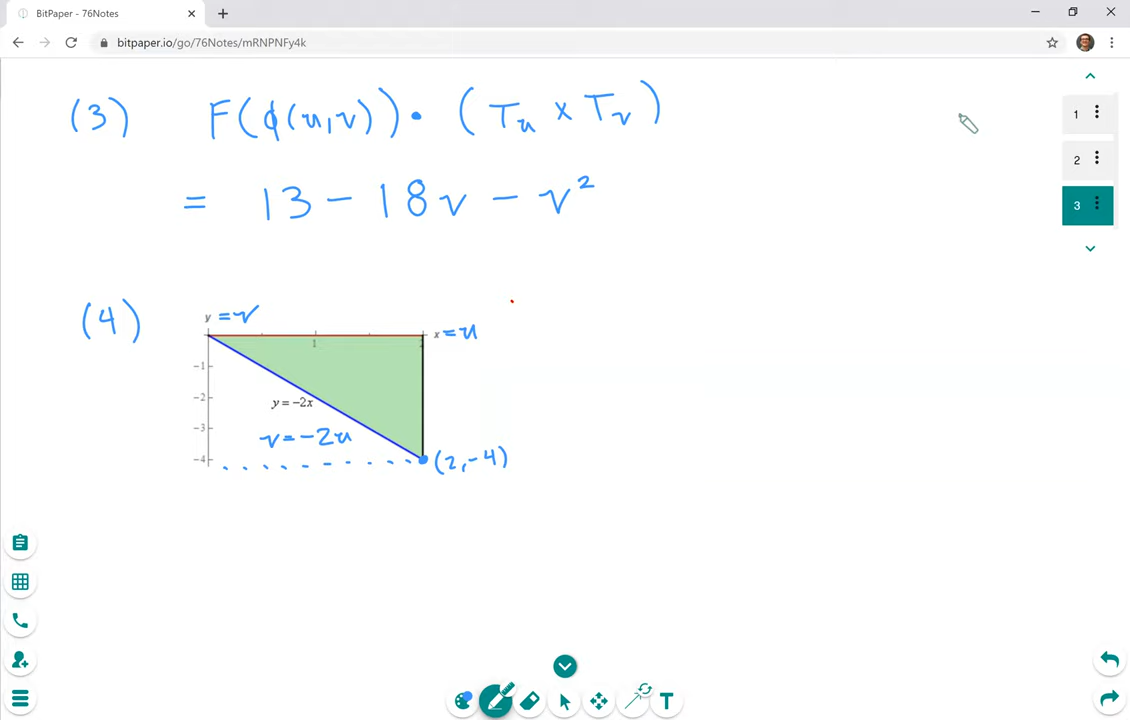 BitPaper - 76Notes
bitpaper.io/go/76Notes/mRNPNFy4k
(3) F(ϕ(u,v)) • (Tu × Tv)
= 13 - 18v - v²
1
2
3
(4)
y = v
x = u
1
-1
-2
-3
-4
y = -2x
v = -2u
(2,-4)
T